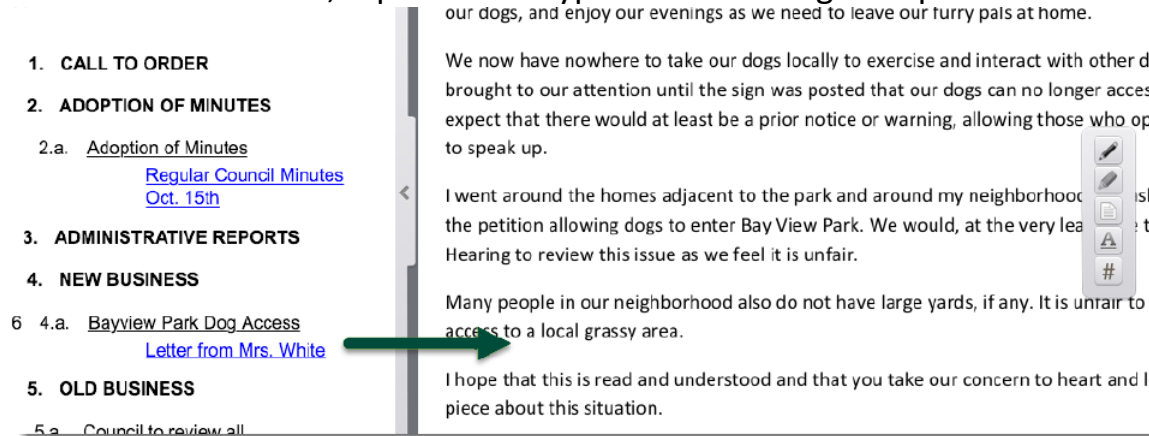 1. CALL TO ORDER
2. ADOPTION OF MINUTES
2.a. Adoption of Minutes
Regular Council Minutes
Oct. 15th
3. ADMINISTRATIVE REPORTS
4. NEW BUSINESS
6 4.a. Bayview Park Dog Access
Letter from Mrs. White
5. OLD BUSINESS
5.a. Council to review all
our dogs, and enjoy our evenings as we need to leave our furry pals at home.
We now have nowhere to take our dogs locally to exercise and interact with other d
brought to our attention until the sign was posted that our dogs can no longer acces
expect that there would at least be a prior notice or warning, allowing those who op
to speak up.
I went around the homes adjacent to the park and around my neighborhood
the petition allowing dogs to enter Bay View Park. We would, at the very lea
Hearing to review this issue as we feel it is unfair.
Many people in our neighborhood also do not have large yards, if any. It is unfair to
access to a local grassy area.
I hope that this is read and understood and that you take our concern to heart and l
piece about this situation.
A
#